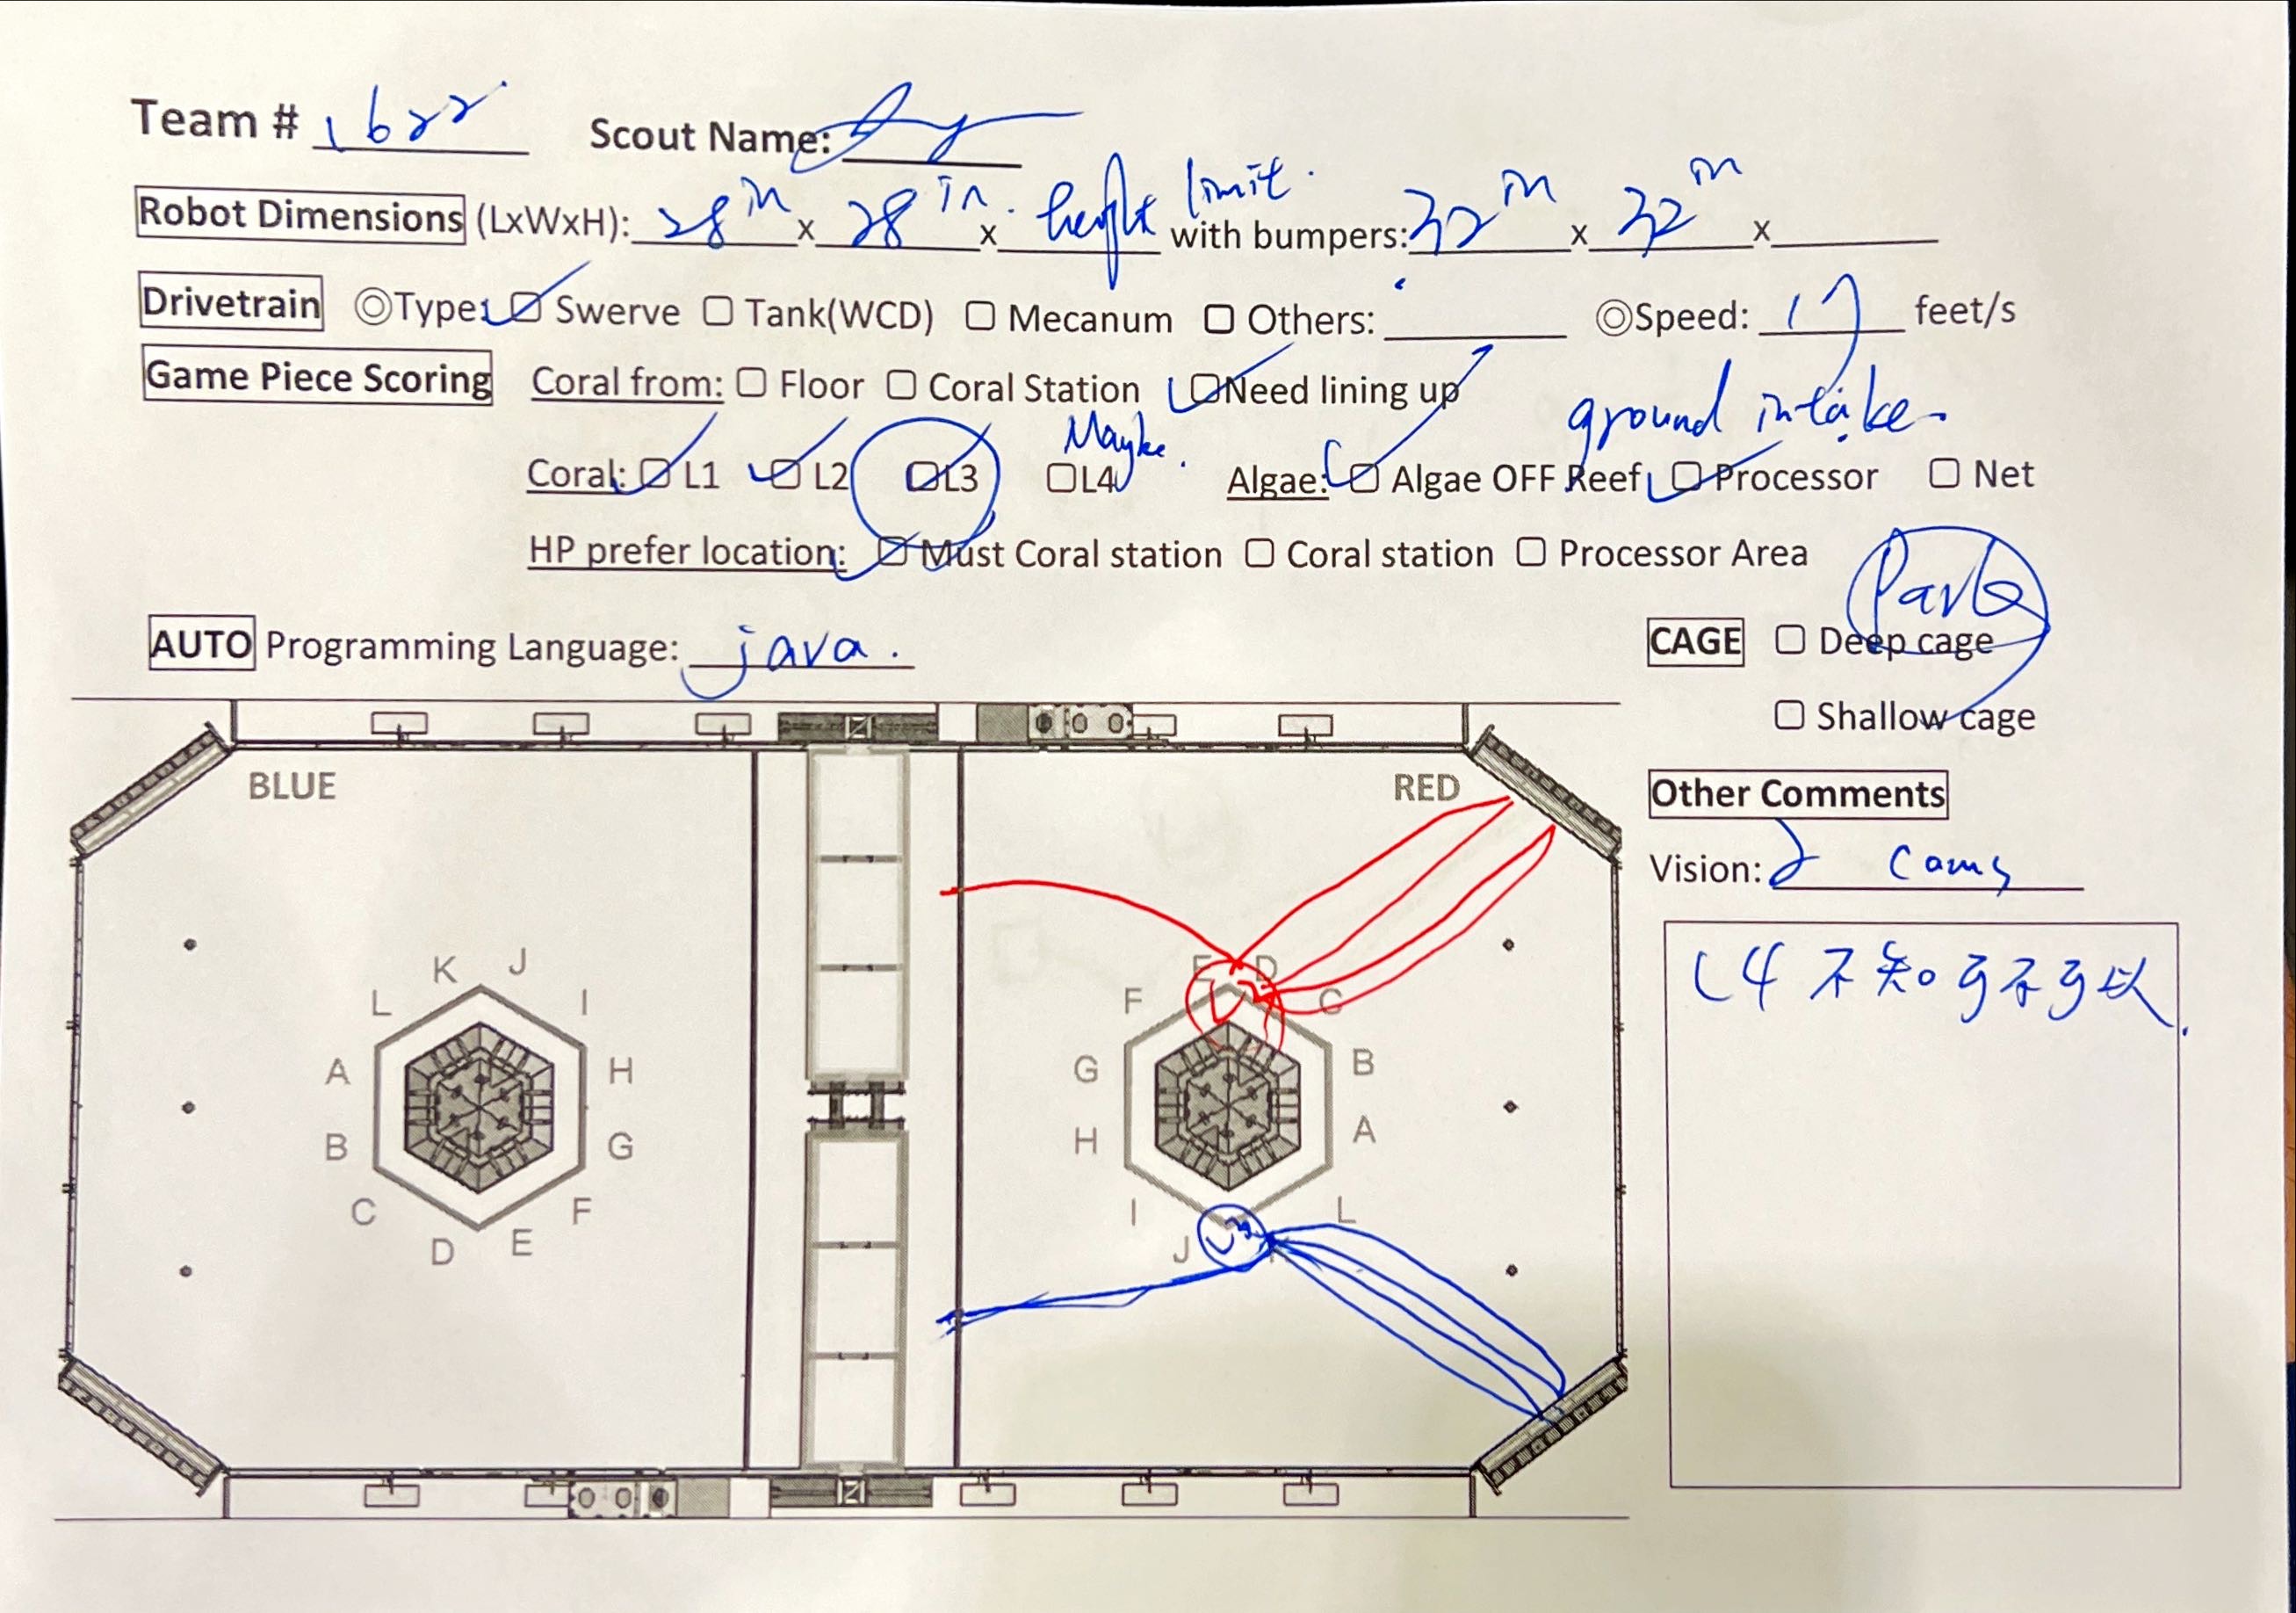 Team # 1622 Scout Name:
Robot Dimensions (LxWxH): 28 in x 28 in. x height limit. with bumpers: 32 in x 32 in x
Drivetrain ◎Type: ☐ Swerve ☐ Tank(WCD) ☐ Mecanum ☐ Others: ◎Speed: 17 feet/s
Game Piece Scoring Coral from: ☐ Floor ☐ Coral Station ☐ Need lining up
ground intake.
Maybe.
Coral: ☐ L1 ☐ L2 ☐ L3 ☐ L4 Algae: ☐ Algae OFF Reef ☐ Processor ☐ Net
HP prefer location: ☐ Must Coral station ☐ Coral station ☐ Processor Area
Park
AUTO Programming Language: java. CAGE ☐ Deep cage
☐ Shallow cage
BLUE RED
Other Comments
Vision: 2 Cams
L4 不知可不可以.
K J
L I
A H
B G
C F
D E
E D
F C
G B
H A
I L
J K